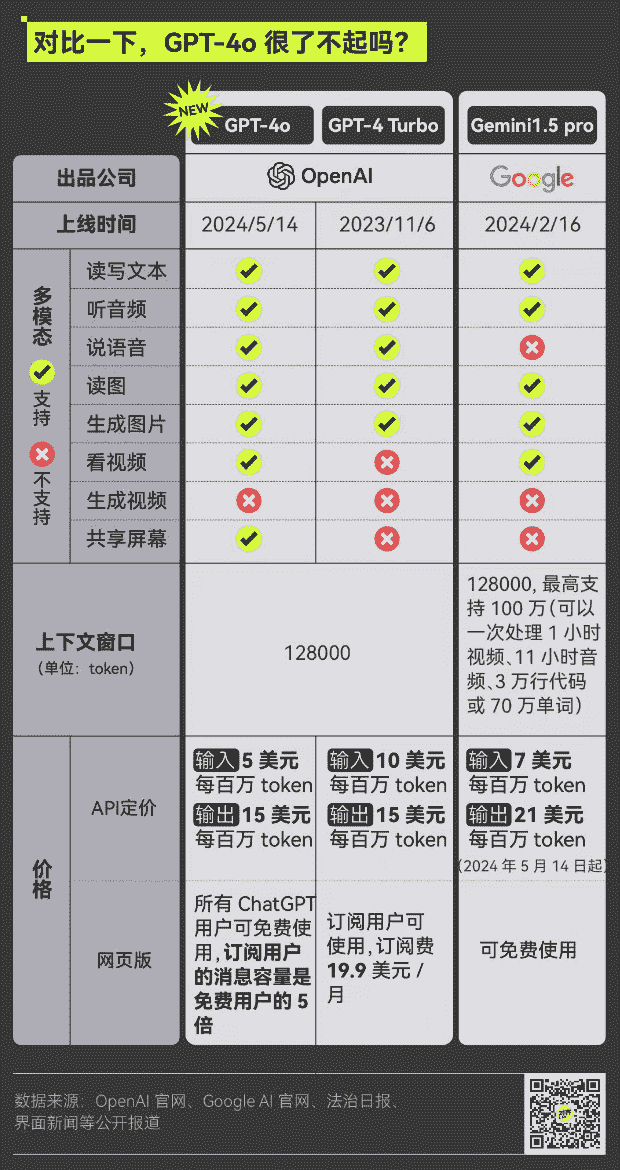 对比一下，GPT-4o 很了不起吗？
NEW
GPT-4o
GPT-4 Turbo
Gemini1.5 pro
出品公司
OpenAI
Google
上线时间
2024/5/14
2023/11/6
2024/2/16
多模态
支持
不支持
读写文本
听音频
说语音
读图
生成图片
看视频
生成视频
共享屏幕
上下文窗口
（单位：token）
128000
128000, 最高支
持 100 万（可以
一次处理 1 小时
视频、11 小时音
频、3 万行代码
或 70 万单词）
价格
API定价
输入 5 美元
每百万 token
输出 15 美元
每百万 token
输入 10 美元
每百万 token
输出 15 美元
每百万 token
输入 7 美元
每百万 token
输出 21 美元
每百万 token
（2024 年 5 月 14 日起）
网页版
所有 ChatGPT
用户可免费使
用，订阅用户
的消息容量是
免费用户的 5
倍
订阅用户可
使用，订阅费
19.9 美元 /
月
可免费使用
数据来源：OpenAI 官网、Google AI 官网、法治日报、
界面新闻等公开报道